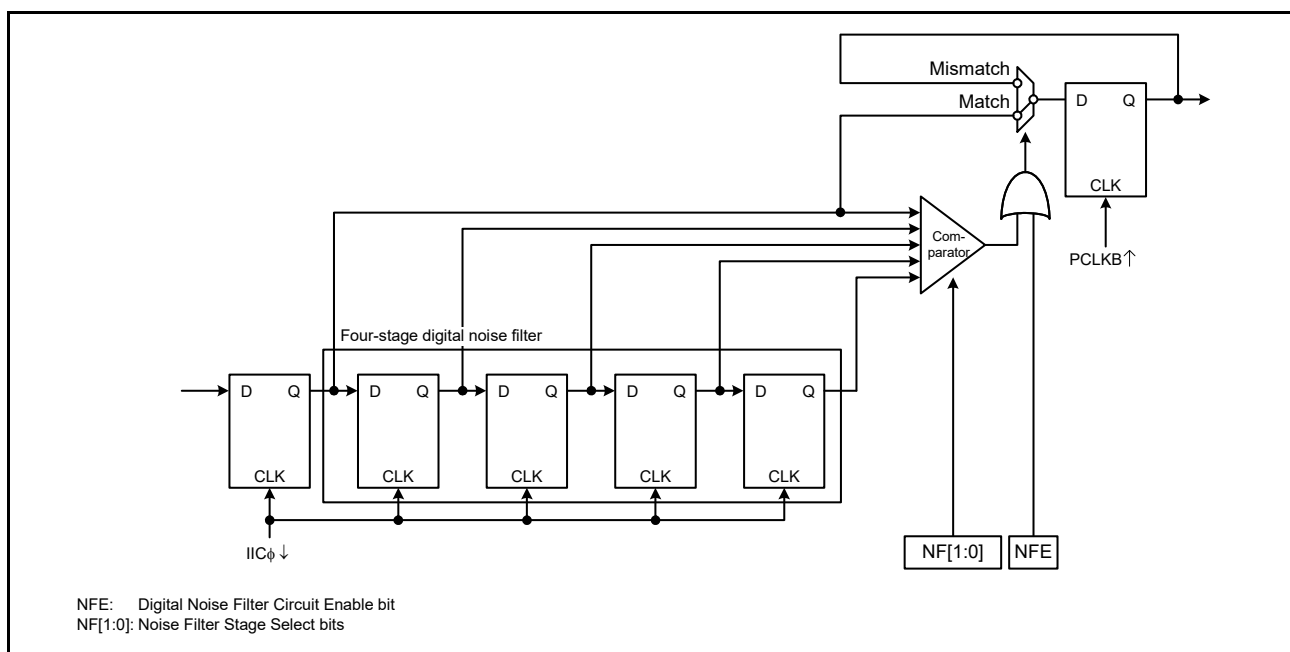 Mismatch
Match
D Q
CLK
PCLKB↑
Com-
parator
Four-stage digital noise filter
D Q D Q D Q D Q D Q
CLK CLK CLK CLK CLK
IICϕ↓
NF[1:0] NFE
NFE: Digital Noise Filter Circuit Enable bit
NF[1:0]: Noise Filter Stage Select bits